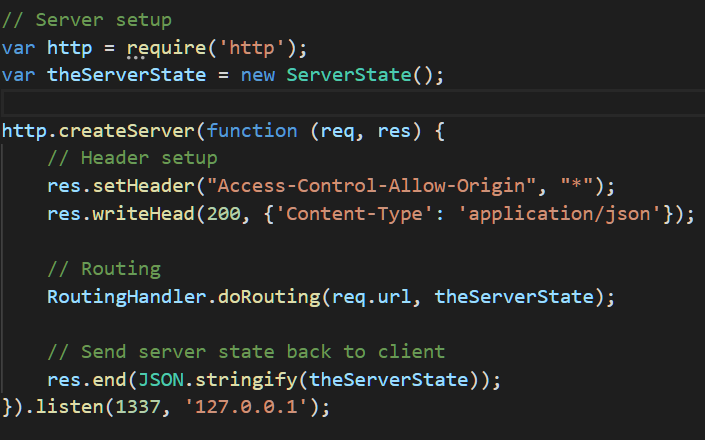 // Server setup
var http = require('http');
var theServerState = new ServerState();
http.createServer(function (req, res) {
    // Header setup
    res.setHeader("Access-Control-Allow-Origin", "*");
    res.writeHead(200, {'Content-Type': 'application/json'});
    // Routing
    RoutingHandler.doRouting(req.url, theServerState);
    // Send server state back to client
    res.end(JSON.stringify(theServerState));
}).listen(1337, '127.0.0.1');